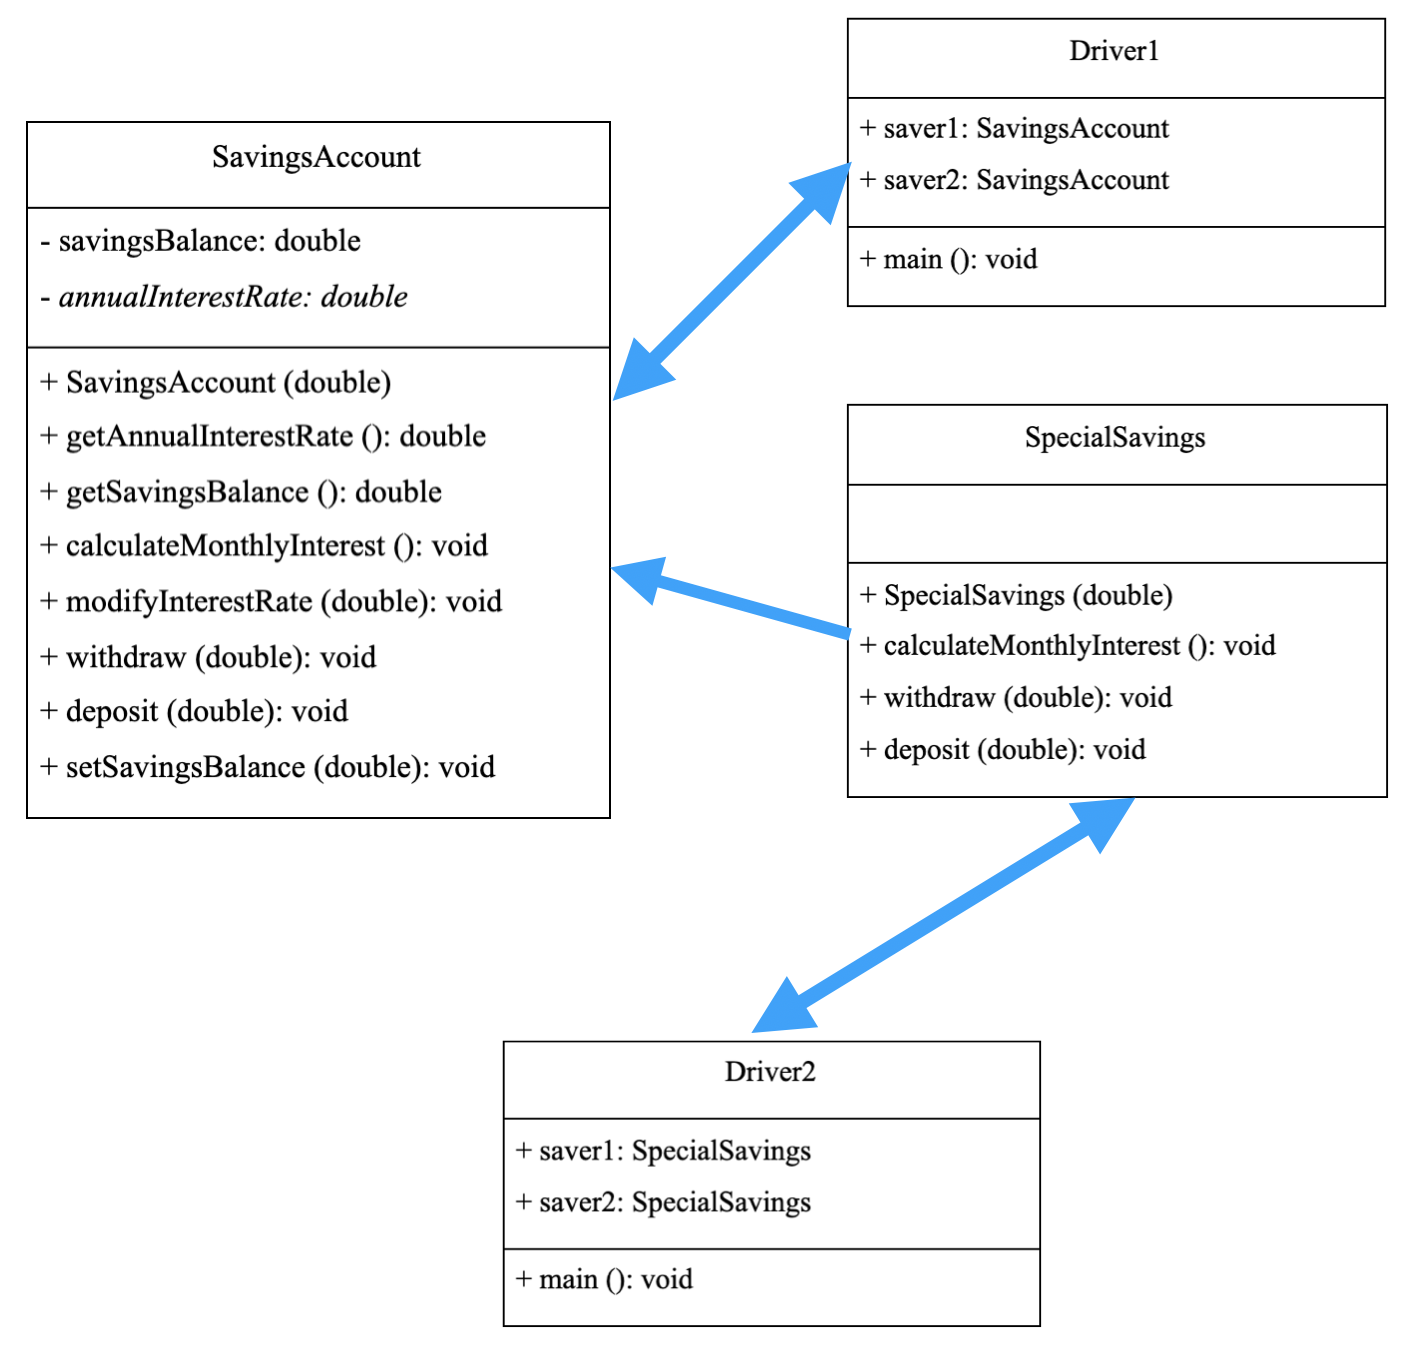 SavingsAccount
- savingsBalance: double
- annualInterestRate: double
+ SavingsAccount (double)
+ getAnnualInterestRate (): double
+ getSavingsBalance (): double
+ calculateMonthlyInterest (): void
+ modifyInterestRate (double): void
+ withdraw (double): void
+ deposit (double): void
+ setSavingsBalance (double): void
Driver1
+ saver1: SavingsAccount
+ saver2: SavingsAccount
+ main (): void
SpecialSavings
+ SpecialSavings (double)
+ calculateMonthlyInterest (): void
+ withdraw (double): void
+ deposit (double): void
Driver2
+ saver1: SpecialSavings
+ saver2: SpecialSavings
+ main (): void